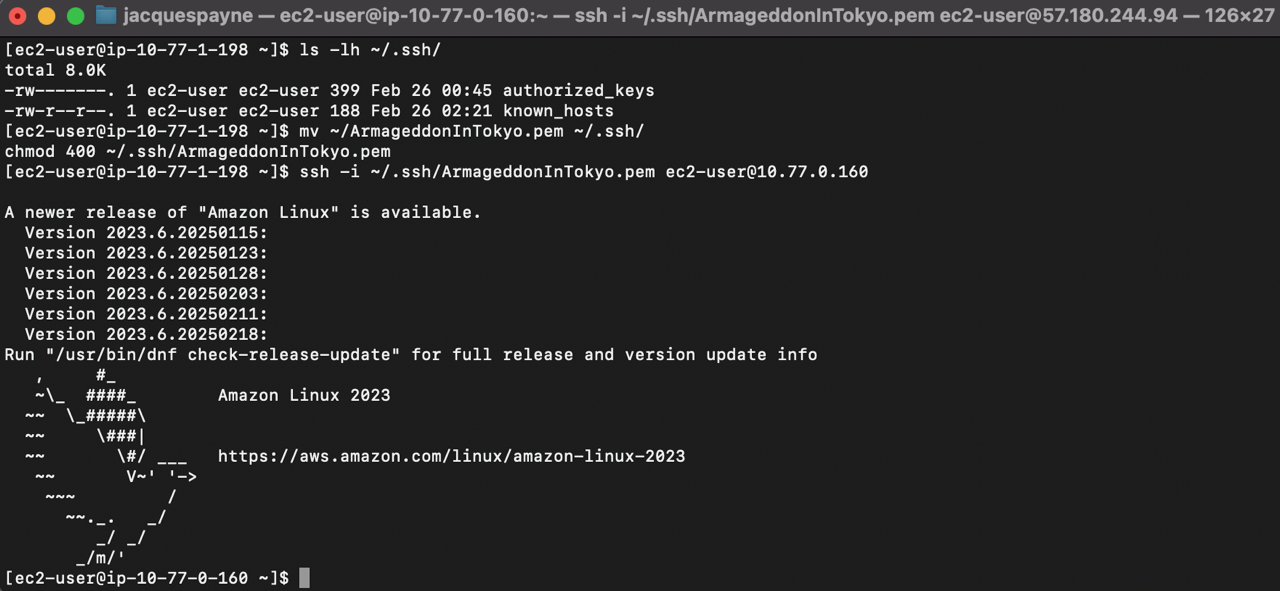 jacquespayne — ec2-user@ip-10-77-0-160:~ — ssh -i ~/.ssh/ArmageddonInTokyo.pem ec2-user@57.180.244.94 — 126×27
[ec2-user@ip-10-77-1-198 ~]$ ls -lh ~/.ssh/
total 8.0K
-rw-------. 1 ec2-user ec2-user 399 Feb 26 00:45 authorized_keys
-rw-r--r--. 1 ec2-user ec2-user 188 Feb 26 02:21 known_hosts
[ec2-user@ip-10-77-1-198 ~]$ mv ~/ArmageddonInTokyo.pem ~/.ssh/
chmod 400 ~/.ssh/ArmageddonInTokyo.pem
[ec2-user@ip-10-77-1-198 ~]$ ssh -i ~/.ssh/ArmageddonInTokyo.pem ec2-user@10.77.0.160

A newer release of "Amazon Linux" is available.
  Version 2023.6.20250115:
  Version 2023.6.20250123:
  Version 2023.6.20250128:
  Version 2023.6.20250203:
  Version 2023.6.20250211:
  Version 2023.6.20250218:
Run "/usr/bin/dnf check-release-update" for full release and version update info
   ,     #_
   ~\_  ####_        Amazon Linux 2023
  ~~  \_#####\
  ~~     \###|
  ~~       \#/ ___   https://aws.amazon.com/linux/amazon-linux-2023
   ~~       V~' '->
    ~~~         /
      ~~._.   _/
         _/ _/
       _/m/'
[ec2-user@ip-10-77-0-160 ~]$